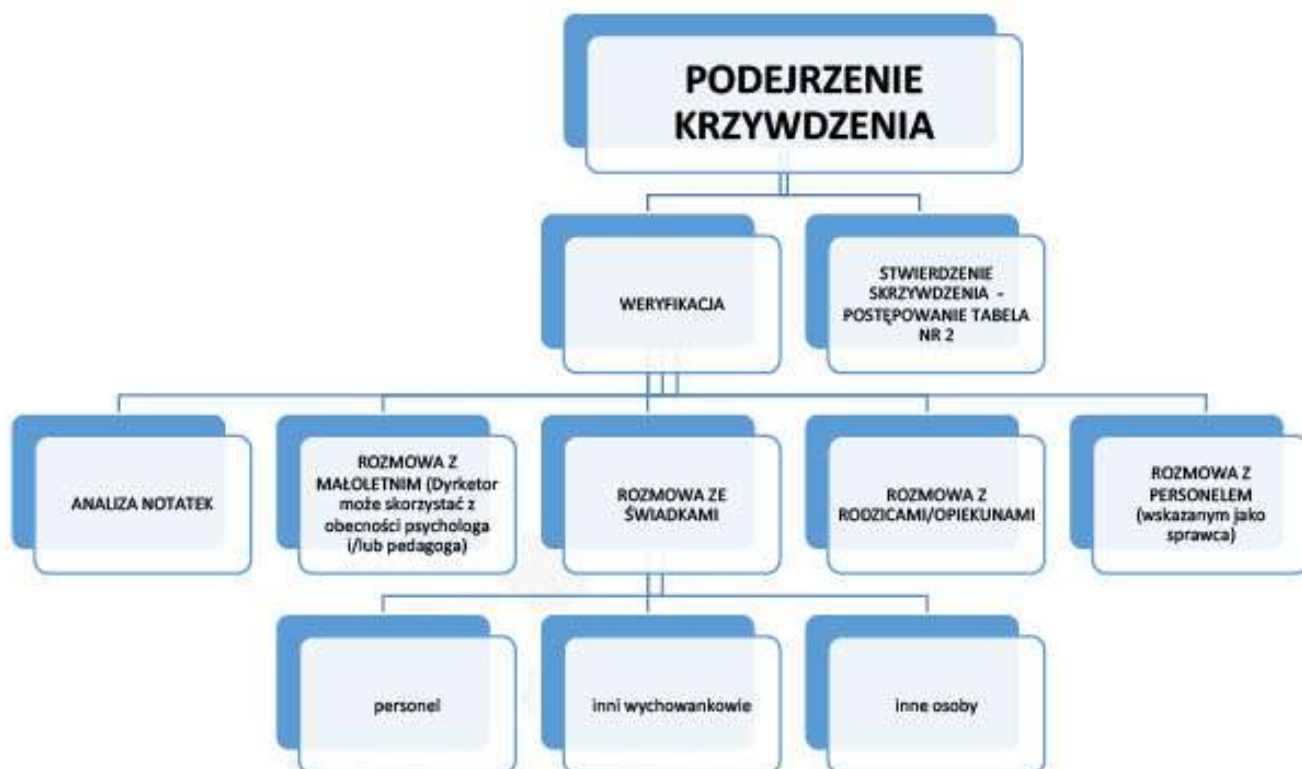 PODEJRZENIE
KRZYWDZENIA
WERYFIKACJA
STWIERDZENIE
SKRZYWDZENIA -
POSTĘPOWANIE TABELA
NR 2
ANALIZA NOTATEK
ROZMOWA Z
MAŁOLETNIM (Dyrketor
może skorzystać z
obecności psychologa
i/lub pedagoga)
ROZMOWA ZE
ŚWIADKAMI
ROZMOWA Z
RODZICAMI/OPIEKUNAMI
ROZMOWA Z
PERSONELEM
(wskazanym jako
sprawca)
personel
inni wychowankowie
inne osoby